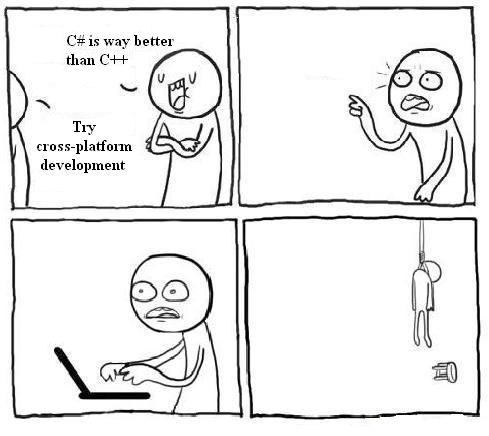 C# is way better
than C++
Try
cross-platform
development